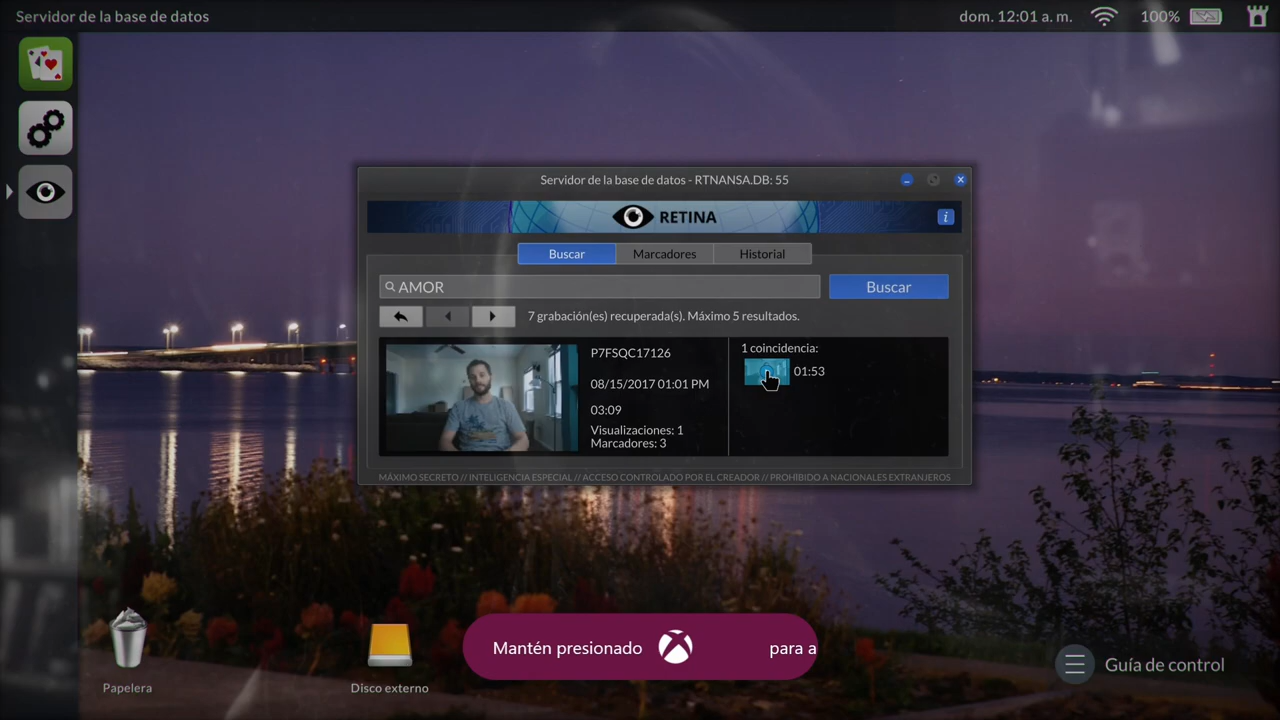 Servidor de la base de datos
dom. 12:01 a. m.
100%
Servidor de la base de datos - RTNANSA.DB: 55
RETINA
i
Buscar
Marcadores
Historial
AMOR
Buscar
7 grabación(es) recuperada(s). Máximo 5 resultados.
P7FSQC17126
08/15/2017 01:01 PM
03:09
Visualizaciones: 1
Marcadores: 3
1 coincidencia:
01:53
MÁXIMO SECRETO // INTELIGENCIA ESPECIAL // ACCESO CONTROLADO POR EL CREADOR // PROHIBIDO A NACIONALES EXTRANJEROS
Papelera
Disco externo
Mantén presionado para a
Guía de control